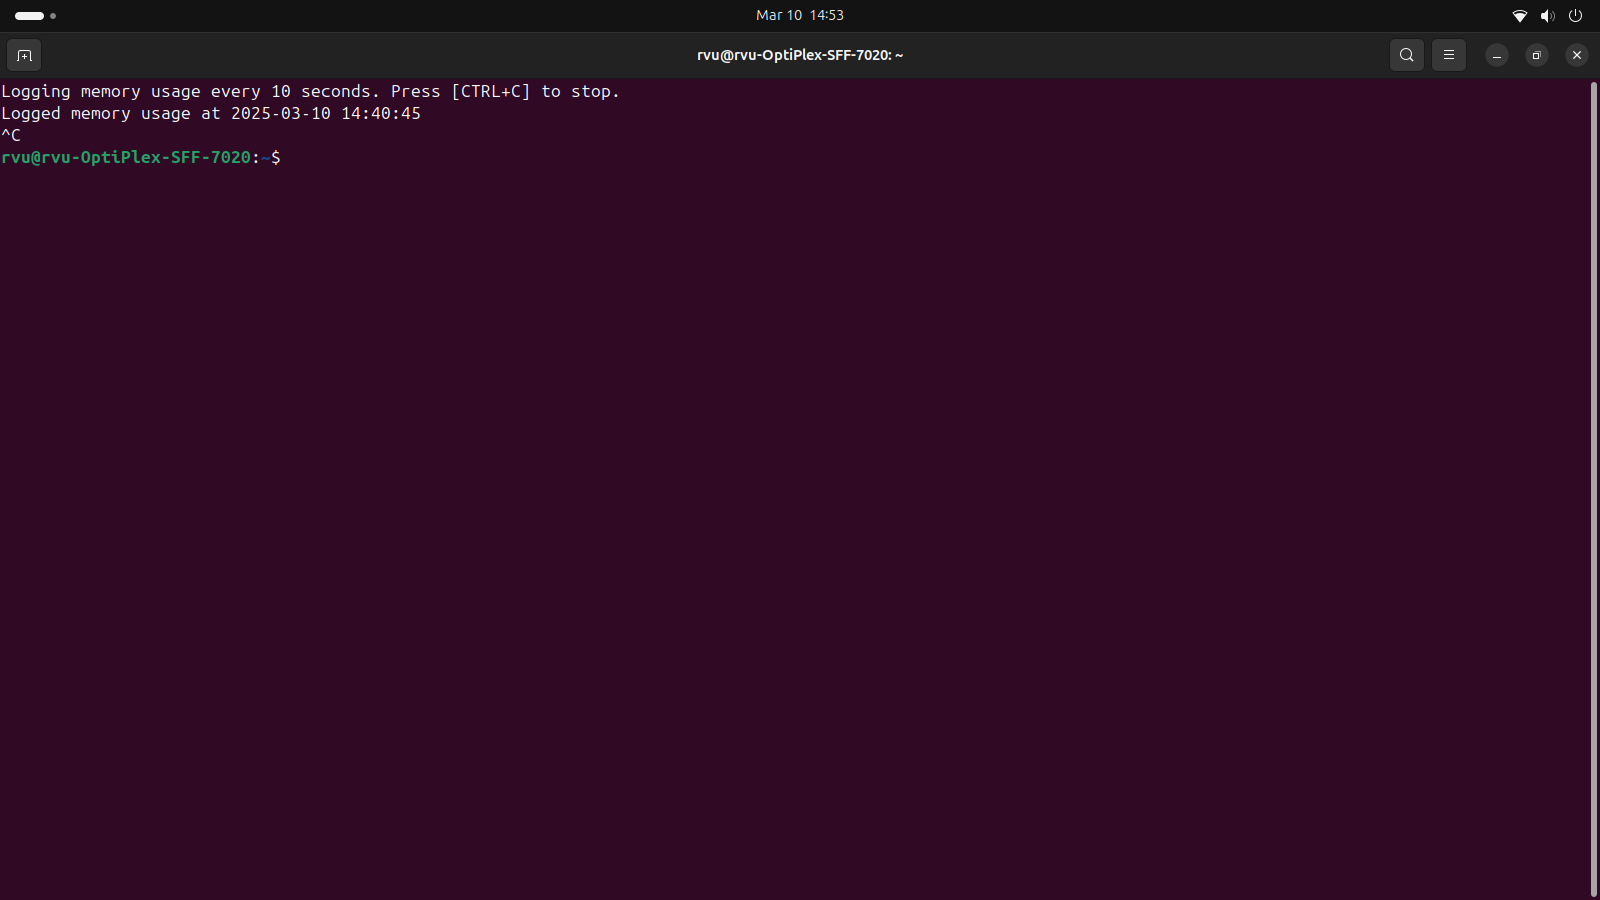 Mar 10 14:53
rvu@rvu-OptiPlex-SFF-7020: ~
Logging memory usage every 10 seconds. Press [CTRL+C] to stop.
Logged memory usage at 2025-03-10 14:40:45
^C
rvu@rvu-OptiPlex-SFF-7020:~$